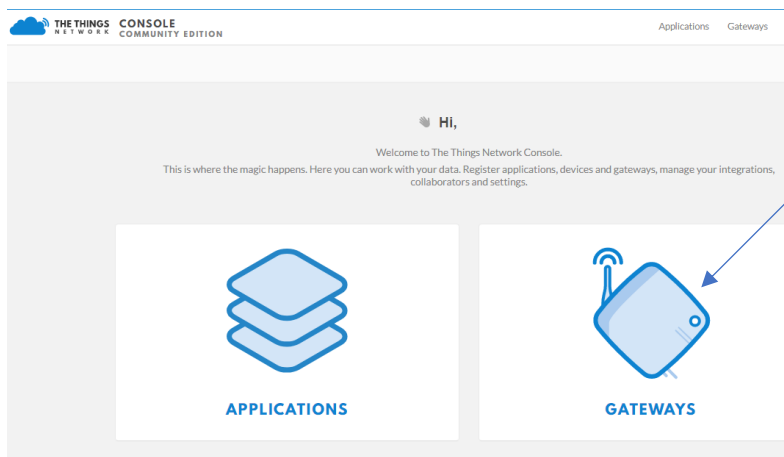 THE THINGS CONSOLE
NETWORK COMMUNITY EDITION
Applications Gateways
Hi,
Welcome to The Things Network Console.
This is where the magic happens. Here you can work with your data. Register applications, devices and gateways, manage your integrations,
collaborators and settings.
APPLICATIONS
GATEWAYS